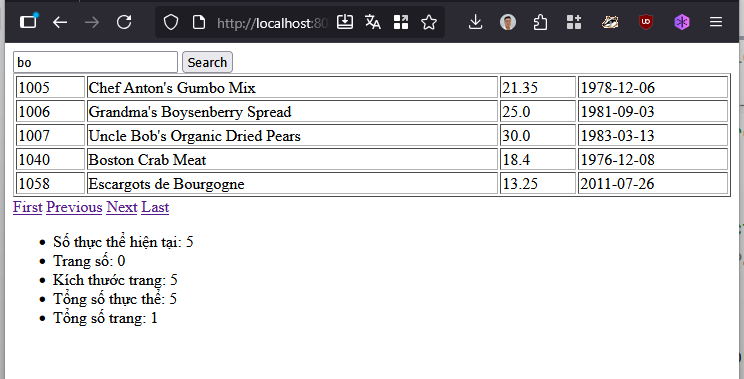 http://localhost:80
bo Search
1005 Chef Anton's Gumbo Mix 21.35 1978-12-06
1006 Grandma's Boysenberry Spread 25.0 1981-09-03
1007 Uncle Bob's Organic Dried Pears 30.0 1983-03-13
1040 Boston Crab Meat 18.4 1976-12-08
1058 Escargots de Bourgogne 13.25 2011-07-26
First Previous Next Last
Số thực thể hiện tại: 5
Trang số: 0
Kích thước trang: 5
Tổng số thực thể: 5
Tổng số trang: 1